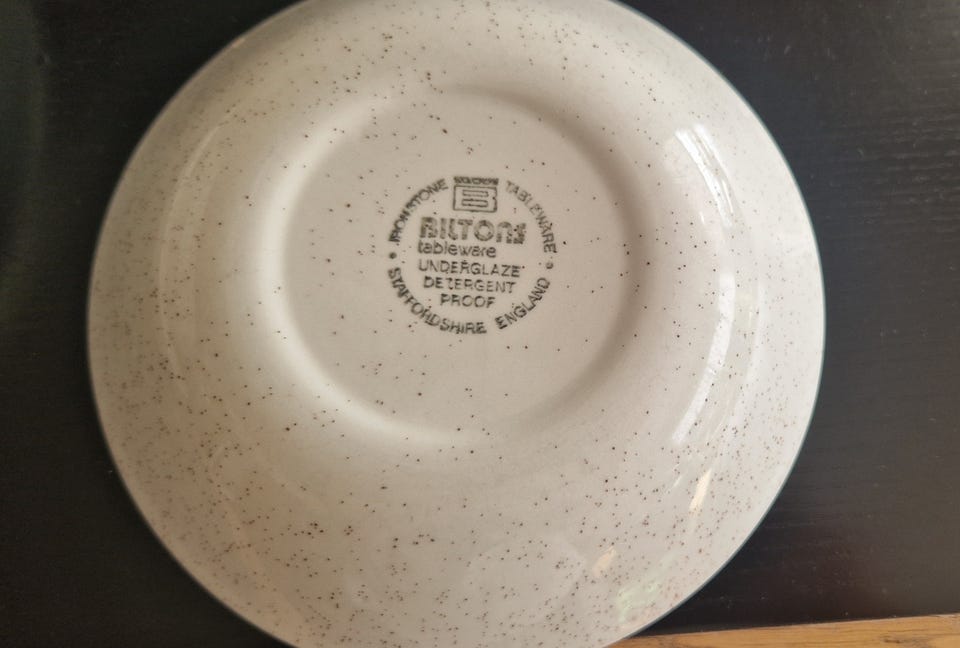 IRONSTONE TABLEWARE
B
BILTONS
tableware
UNDERGLAZE
DETERGENT
PROOF
STAFFORDSHIRE ENGLAND